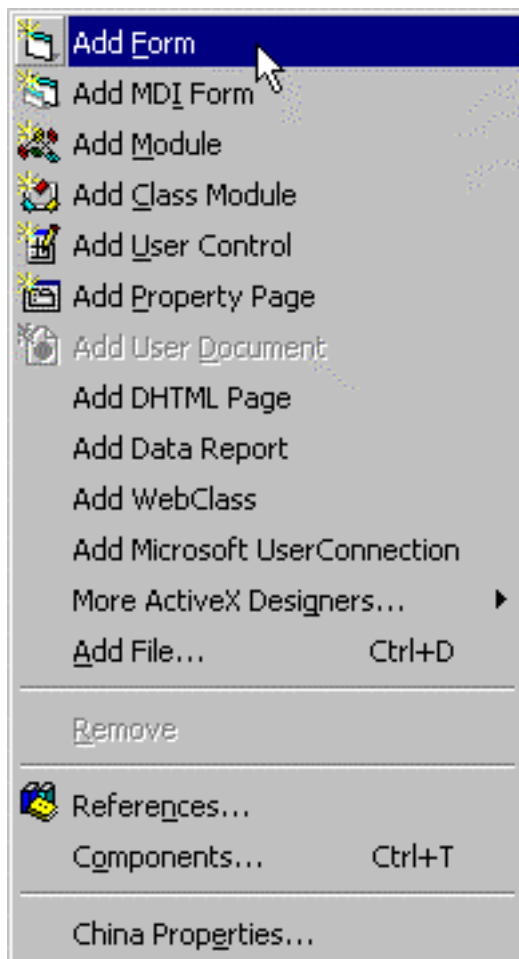 Add Form
Add MDI Form
Add Module
Add Class Module
Add User Control
Add Property Page
Add User Document
Add DHTML Page
Add Data Report
Add WebClass
Add Microsoft UserConnection
More ActiveX Designers...
Add File... Ctrl+D
Remove
References...
Components... Ctrl+T
China Properties...